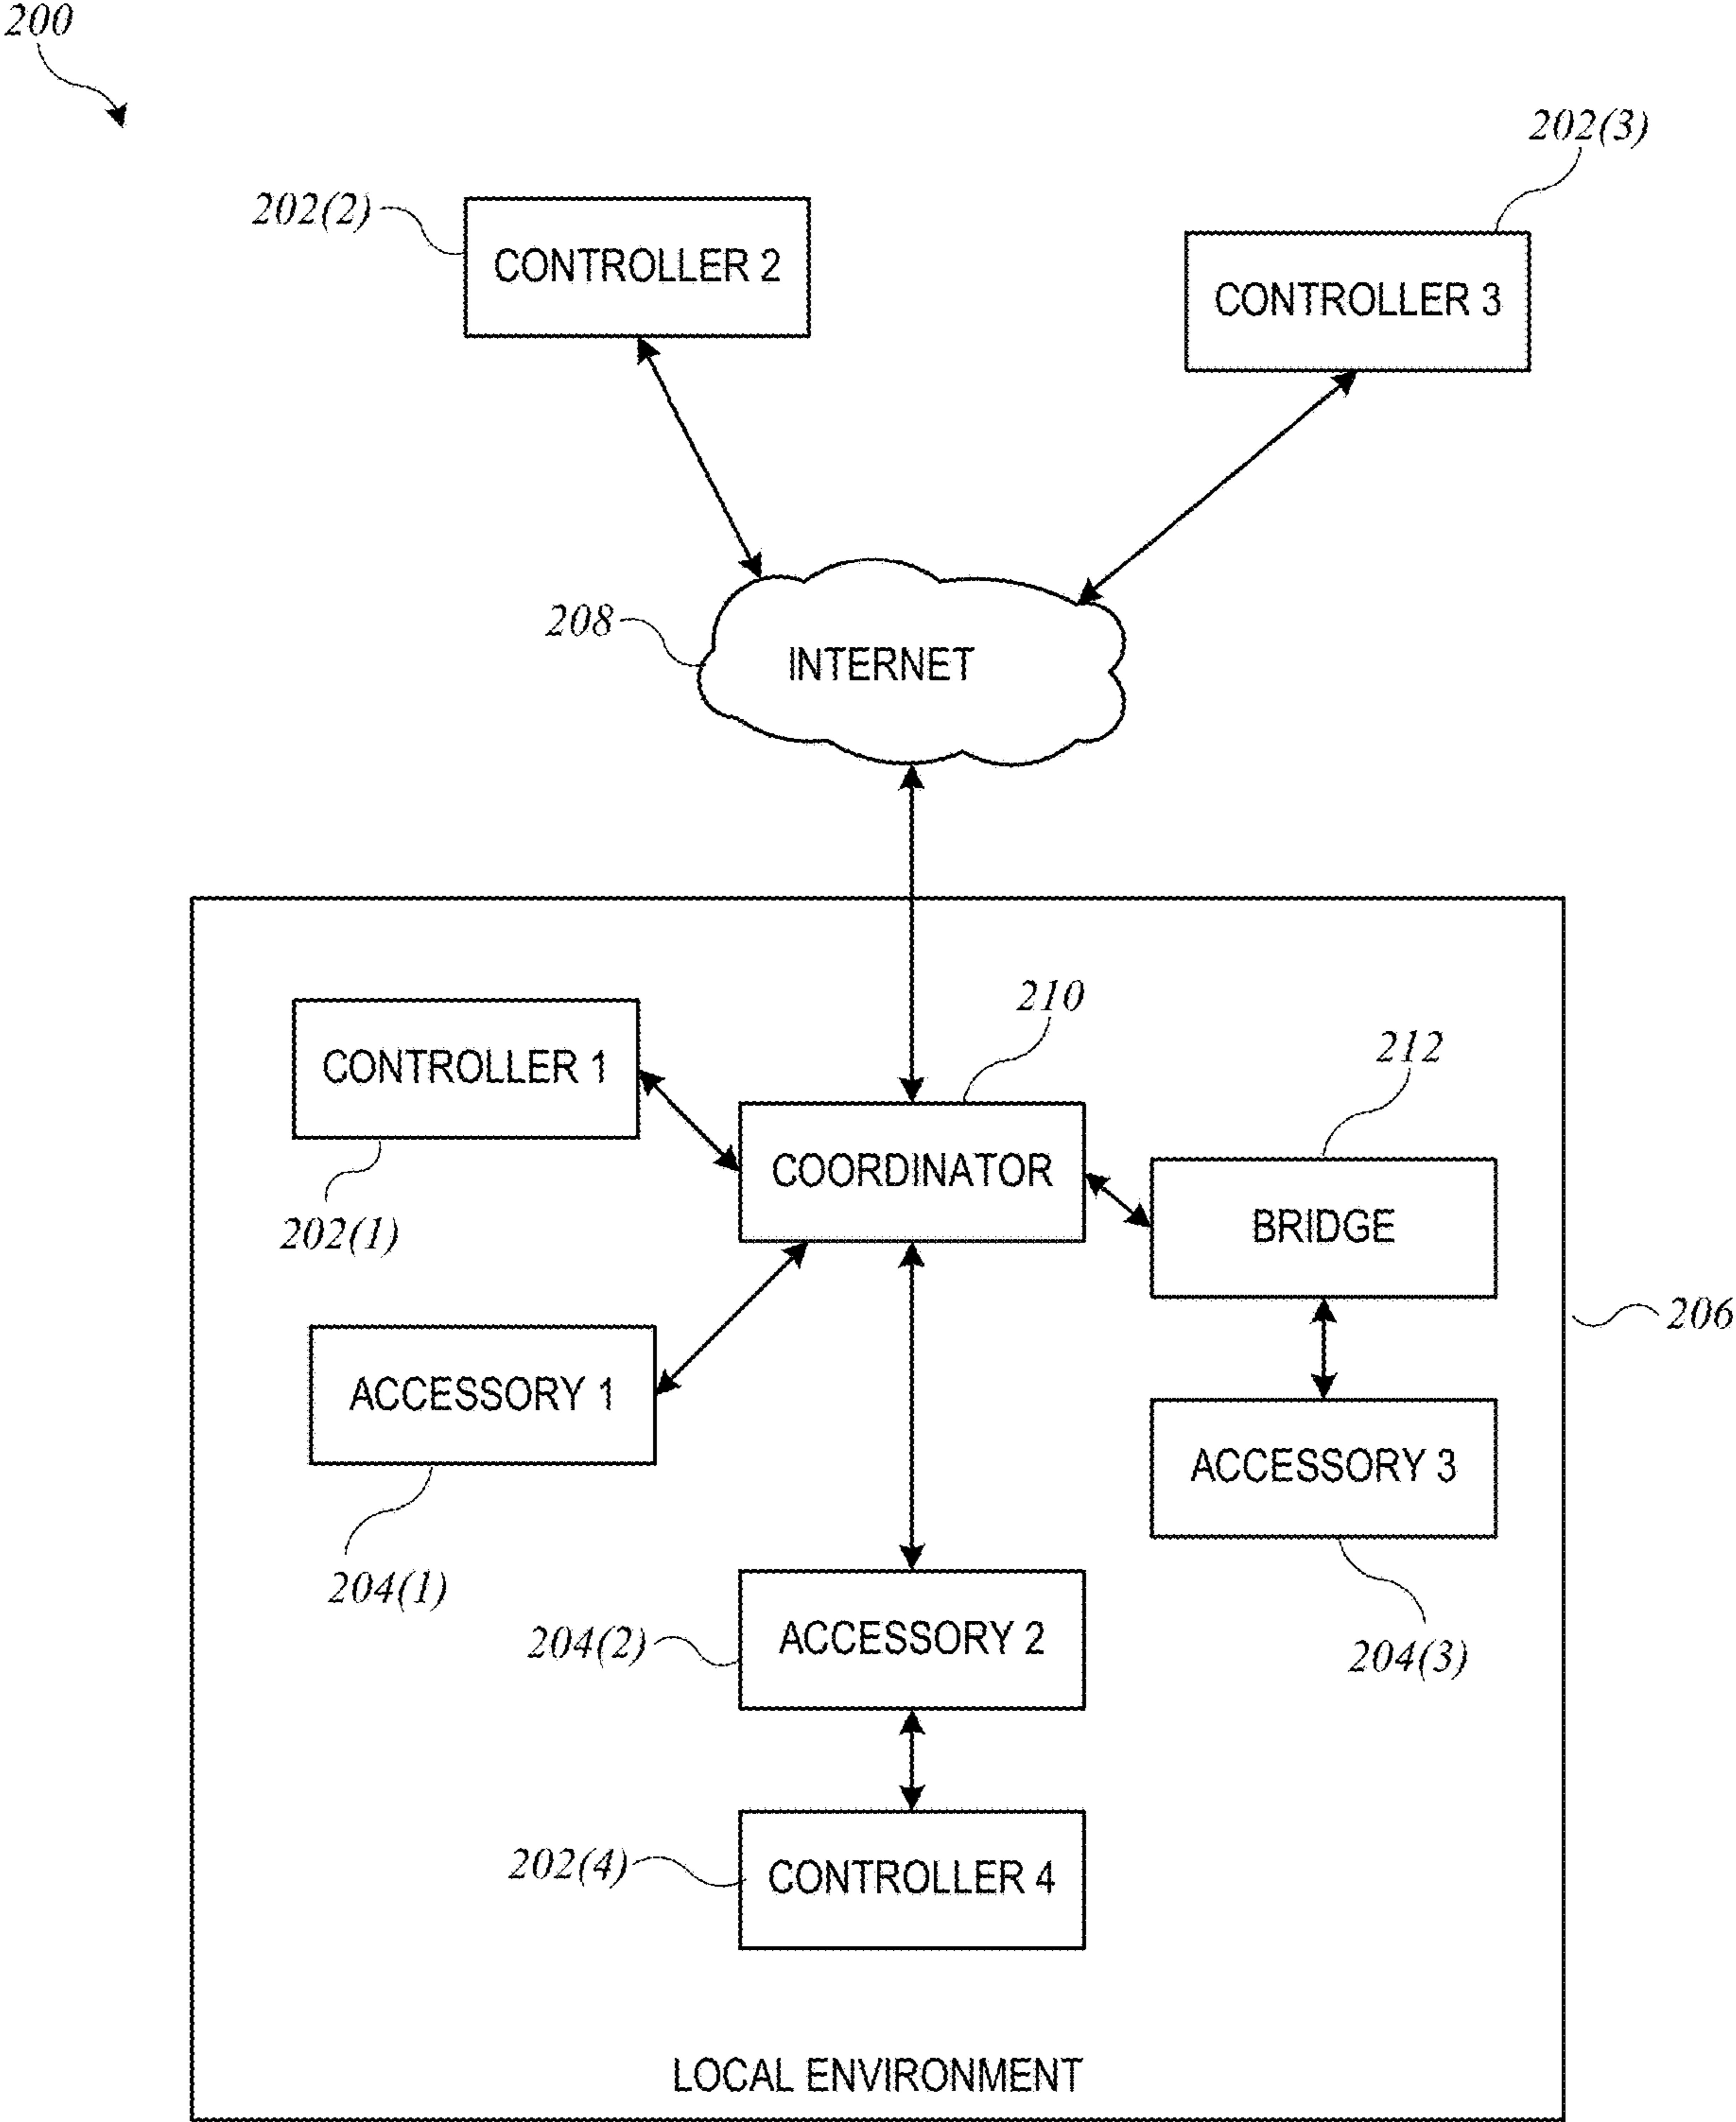 200
202(3)
202(2)
CONTROLLER 2
CONTROLLER 3
208
INTERNET
210
212
CONTROLLER 1
COORDINATOR
BRIDGE
202(1)
206
ACCESSORY 1
ACCESSORY 3
204(1)
204(2)
ACCESSORY 2
204(3)
202(4)
CONTROLLER 4
LOCAL ENVIRONMENT